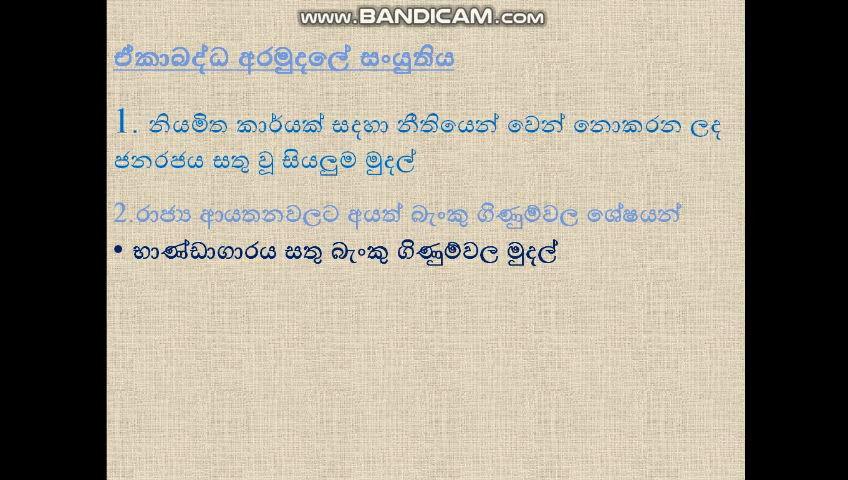 www.BANDICAM.com
ඒකාබද්ධ අරමුදලේ සංයුතිය
1. නියමිත කාර්යක් සදහා නීතියෙන් වෙන් නොකරන ලද
ජනරජය සතු වූ සියලුම මුදල්
2.රාජ්‍ය ආයතනවලට අයත් බැංකු ගිණුම්වල ශේෂයන්
• භාණ්ඩාගාරය සතු බැංකු ගිණුම්වල මුදල්